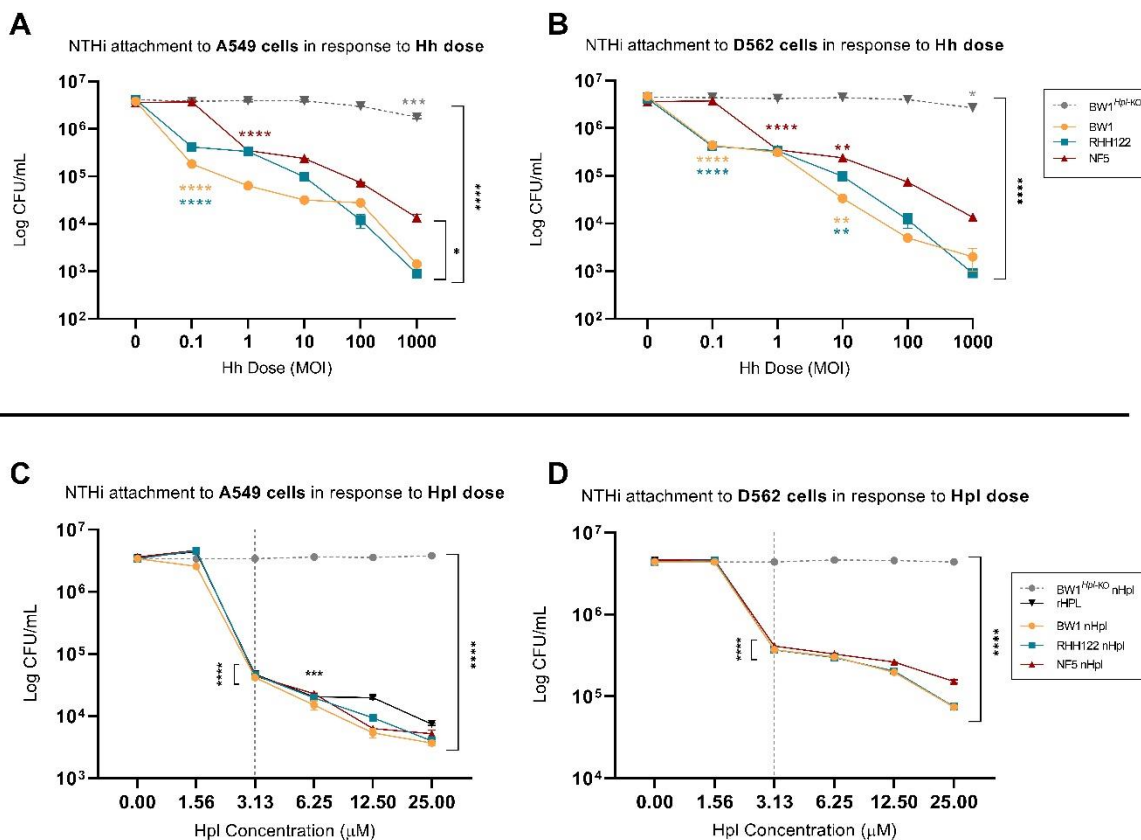 A
NTHi attachment to A549 cells in response to Hh dose
Log CFU/mL
10⁷
10⁶
10⁵
10⁴
10³
10²
***
****
****
****
****
*
0 0.1 1 10 100 1000
Hh Dose (MOI)
B
NTHi attachment to D562 cells in response to Hh dose
Log CFU/mL
10⁷
10⁶
10⁵
10⁴
10³
10²
*
****
**
****
****
**
**
****
0 0.1 1 10 100 1000
Hh Dose (MOI)
BW1ᴴᵖˡ⁻ᴷᴼ
BW1
RHH122
NF5
C
NTHi attachment to A549 cells in response to Hpl dose
Log CFU/mL
10⁷
10⁶
10⁵
10⁴
10³
****
***
****
0.00 1.56 3.13 6.25 12.50 25.00
Hpl Concentration (μM)
D
NTHi attachment to D562 cells in response to Hpl dose
Log CFU/mL
10⁷
10⁶
10⁵
10⁴
****
****
0.00 1.56 3.13 6.25 12.50 25.00
Hpl Concentration (μM)
BW1ᴴᵖˡ⁻ᴷᴼ nHpl
rHPL
BW1 nHpl
RHH122 nHpl
NF5 nHpl